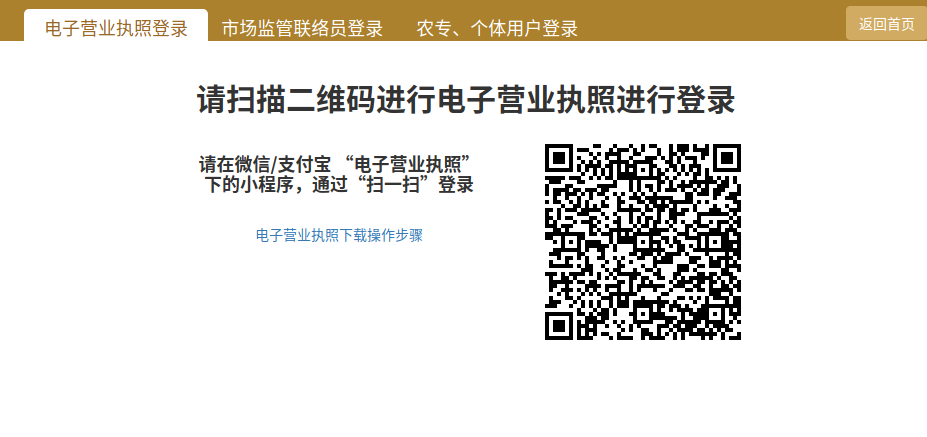 电子营业执照登录
市场监管联络员登录
农专、个体用户登录
返回首页
请扫描二维码进行电子营业执照进行登录
请在微信/支付宝 “电子营业执照”
下的小程序，通过“扫一扫”登录
电子营业执照下载操作步骤